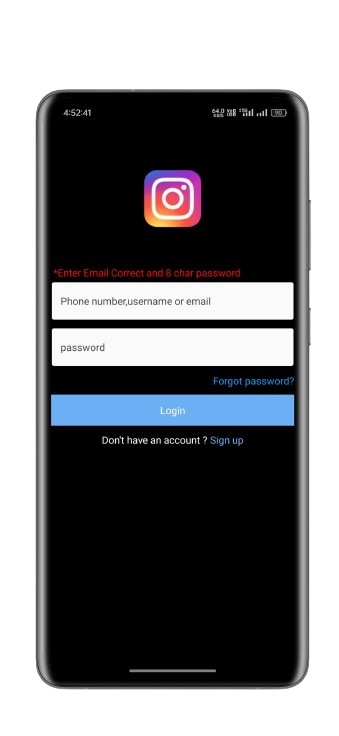 4:52:41
64.0 KB/S 5G 90
*Enter Email Correct and 8 char password
Phone number,username or email
password
Forgot password?
Login
Don't have an account ? Sign up